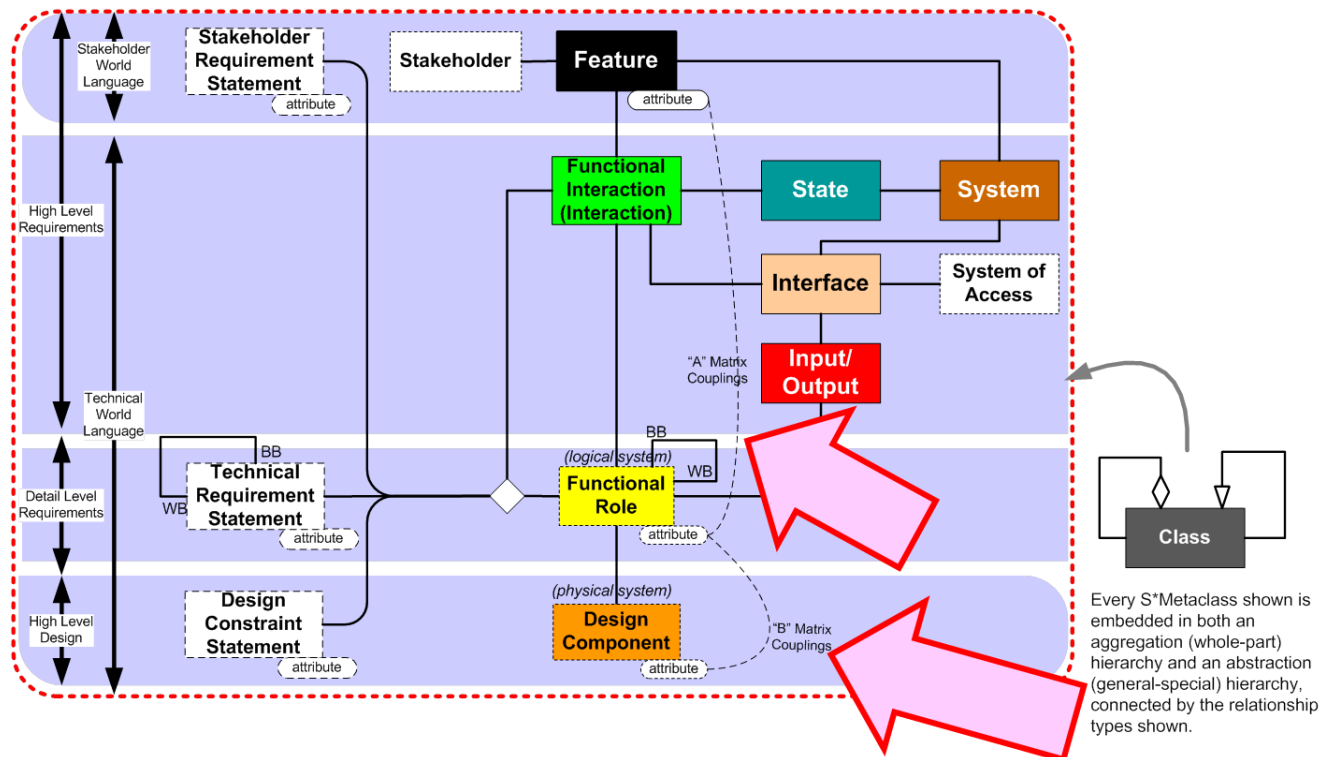 Stakeholder
World
Language
Stakeholder
Requirement
Statement
attribute
Stakeholder
Feature
attribute
High Level
Requirements
Functional
Interaction
(Interaction)
State
System
Interface
System of
Access
"A" Matrix
Couplings
Input/
Output
Technical
World
Language
Detail Level
Requirements
BB
WB
Technical
Requirement
Statement
attribute
(logical system)
BB
WB
Functional
Role
attribute
Class
High Level
Design
Design
Constraint
Statement
attribute
(physical system)
Design
Component
attribute
"B" Matrix
Couplings
Every S*Metaclass shown is
embedded in both an
aggregation (whole-part)
hierarchy and an abstraction
(general-special) hierarchy,
connected by the relationship
types shown.